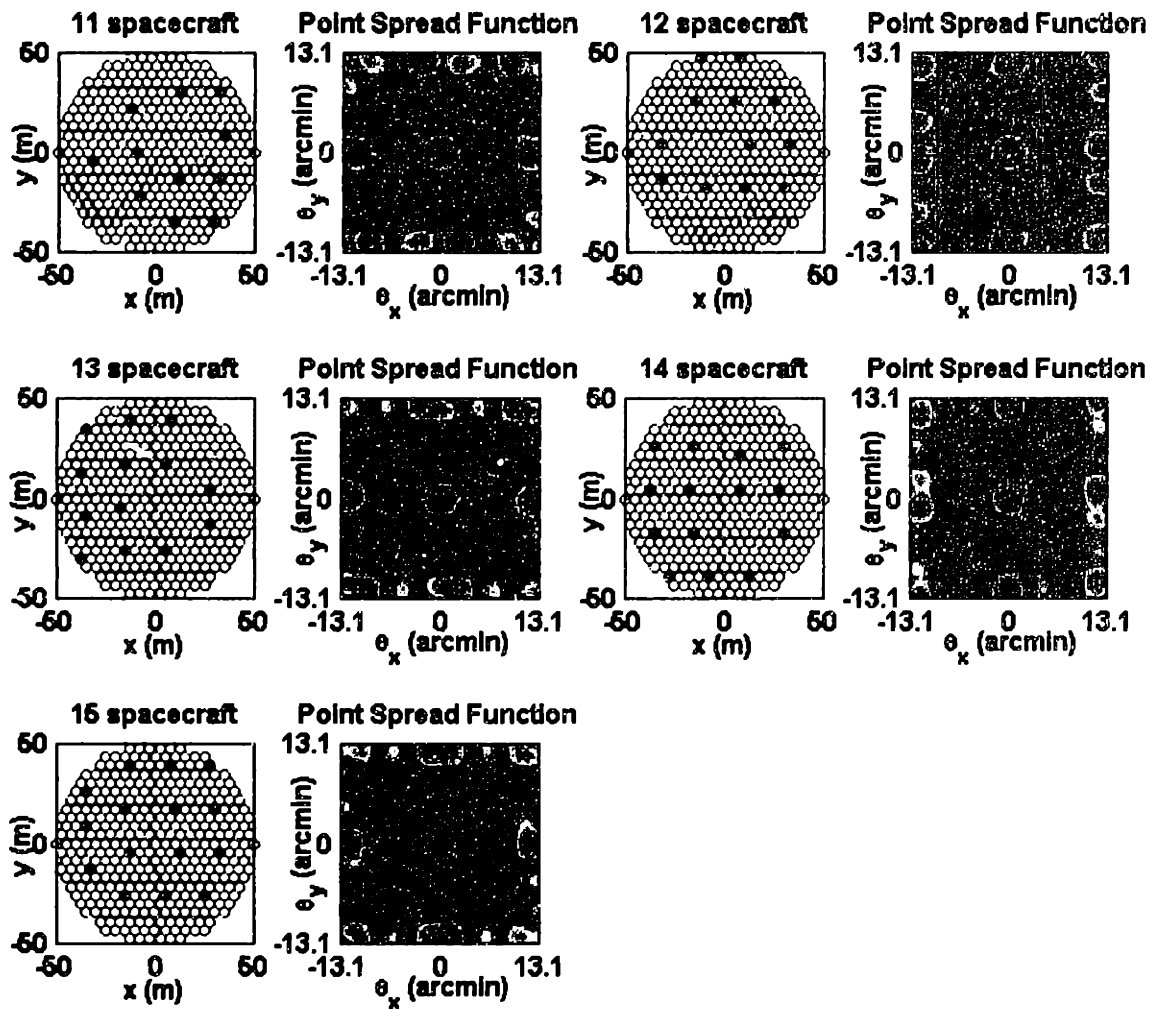 11 spacecraft Point Spread Function 12 spacecraft Point Spread Function
50 13.1 50 13.1
y (m) 0 θy (arcmin) 0 y (m) 0 θy (arcmin) 0
-50 -13.1 -50 -13.1
-50 0 50 -13.1 0 13.1 -50 0 50 -13.1 0 13.1
x (m) θx (arcmin) x (m) θx (arcmin)
13 spacecraft Point Spread Function 14 spacecraft Point Spread Function
50 13.1 50 13.1
y (m) 0 θy (arcmin) 0 y (m) 0 θy (arcmin) 0
-50 -13.1 -50 -13.1
-50 0 50 -13.1 0 13.1 -50 0 50 -13.1 0 13.1
x (m) θx (arcmin) x (m) θx (arcmin)
15 spacecraft Point Spread Function
50 13.1
y (m) 0 θy (arcmin) 0
-50 -13.1
-50 0 50 -13.1 0 13.1
x (m) θx (arcmin)